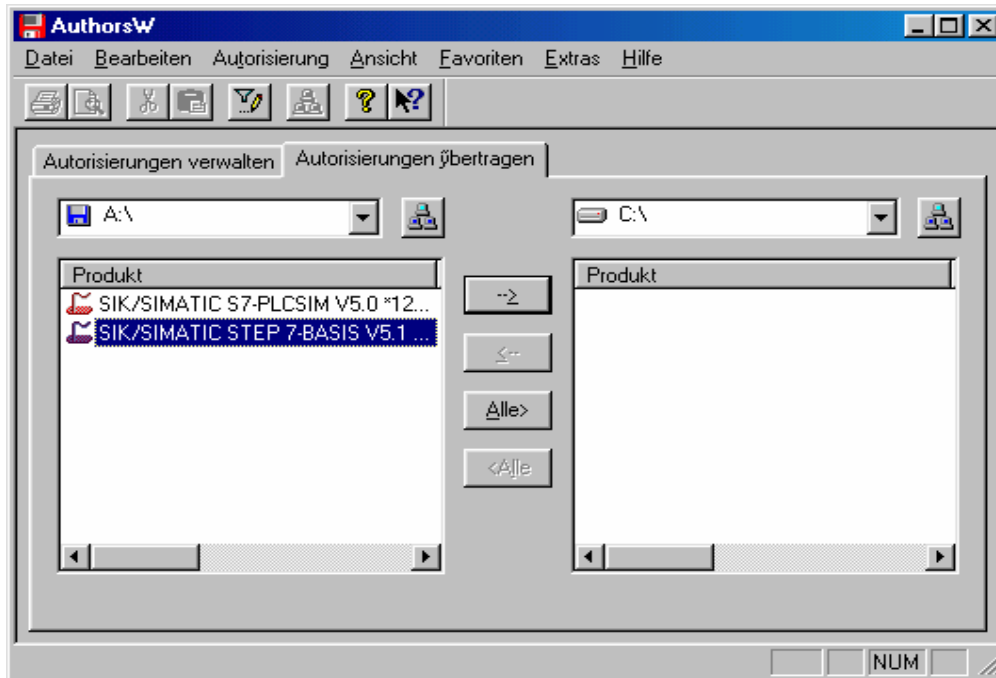 AuthorsW
Datei Bearbeiten Autorisierung Ansicht Favoriten Extras Hilfe
Autorisierungen verwalten Autorisierungen ÿbertragen
A:\ C:\
Produkt Produkt
SIK/SIMATIC S7-PLCSIM V5.0 *12...
SIK/SIMATIC STEP 7-BASIS V5.1 ...
-->
<--
Alle>
<Alle
NUM